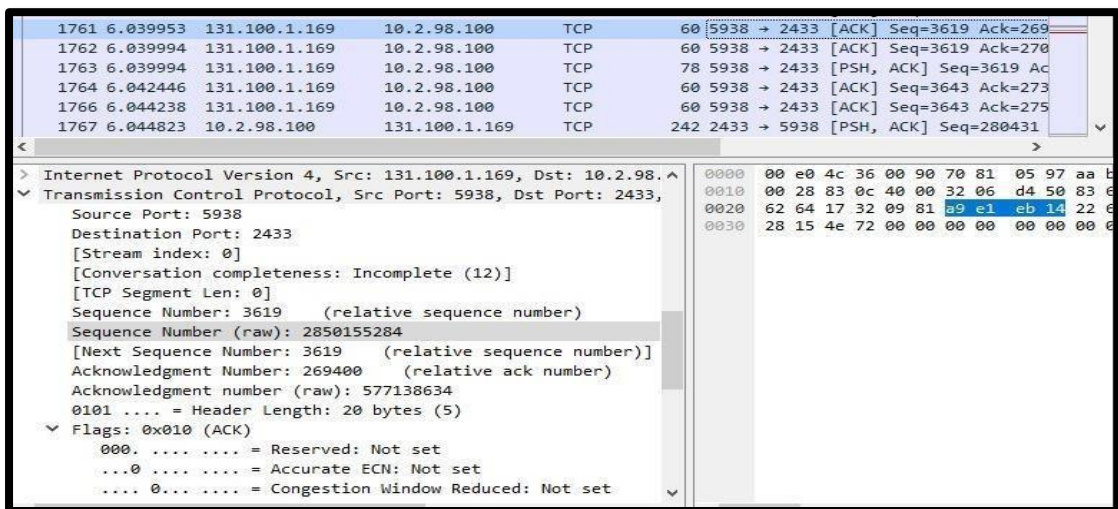 1761 6.039953 131.100.1.169 10.2.98.100 TCP 60 5938 → 2433 [ACK] Seq=3619 Ack=269
1762 6.039994 131.100.1.169 10.2.98.100 TCP 60 5938 → 2433 [ACK] Seq=3619 Ack=270
1763 6.039994 131.100.1.169 10.2.98.100 TCP 78 5938 → 2433 [PSH, ACK] Seq=3619 Ac
1764 6.042446 131.100.1.169 10.2.98.100 TCP 60 5938 → 2433 [ACK] Seq=3643 Ack=273
1766 6.044238 131.100.1.169 10.2.98.100 TCP 60 5938 → 2433 [ACK] Seq=3643 Ack=275
1767 6.044823 10.2.98.100 131.100.1.169 TCP 242 2433 → 5938 [PSH, ACK] Seq=280431
Internet Protocol Version 4, Src: 131.100.1.169, Dst: 10.2.98.
Transmission Control Protocol, Src Port: 5938, Dst Port: 2433,
Source Port: 5938
Destination Port: 2433
[Stream index: 0]
[Conversation completeness: Incomplete (12)]
[TCP Segment Len: 0]
Sequence Number: 3619 (relative sequence number)
Sequence Number (raw): 2850155284
[Next Sequence Number: 3619 (relative sequence number)]
Acknowledgment Number: 269400 (relative ack number)
Acknowledgment number (raw): 577138634
0101 .... = Header Length: 20 bytes (5)
Flags: 0x010 (ACK)
000. .... .... = Reserved: Not set
...0 .... .... = Accurate ECN: Not set
.... 0... .... = Congestion Window Reduced: Not set
0000 00 e0 4c 36 00 90 70 81 05 97 aa
0010 00 28 83 0c 40 00 32 06 d4 50 83
0020 62 64 17 32 09 81 a9 e1 eb 14 22
0030 28 15 4e 72 00 00 00 00 00 00 00